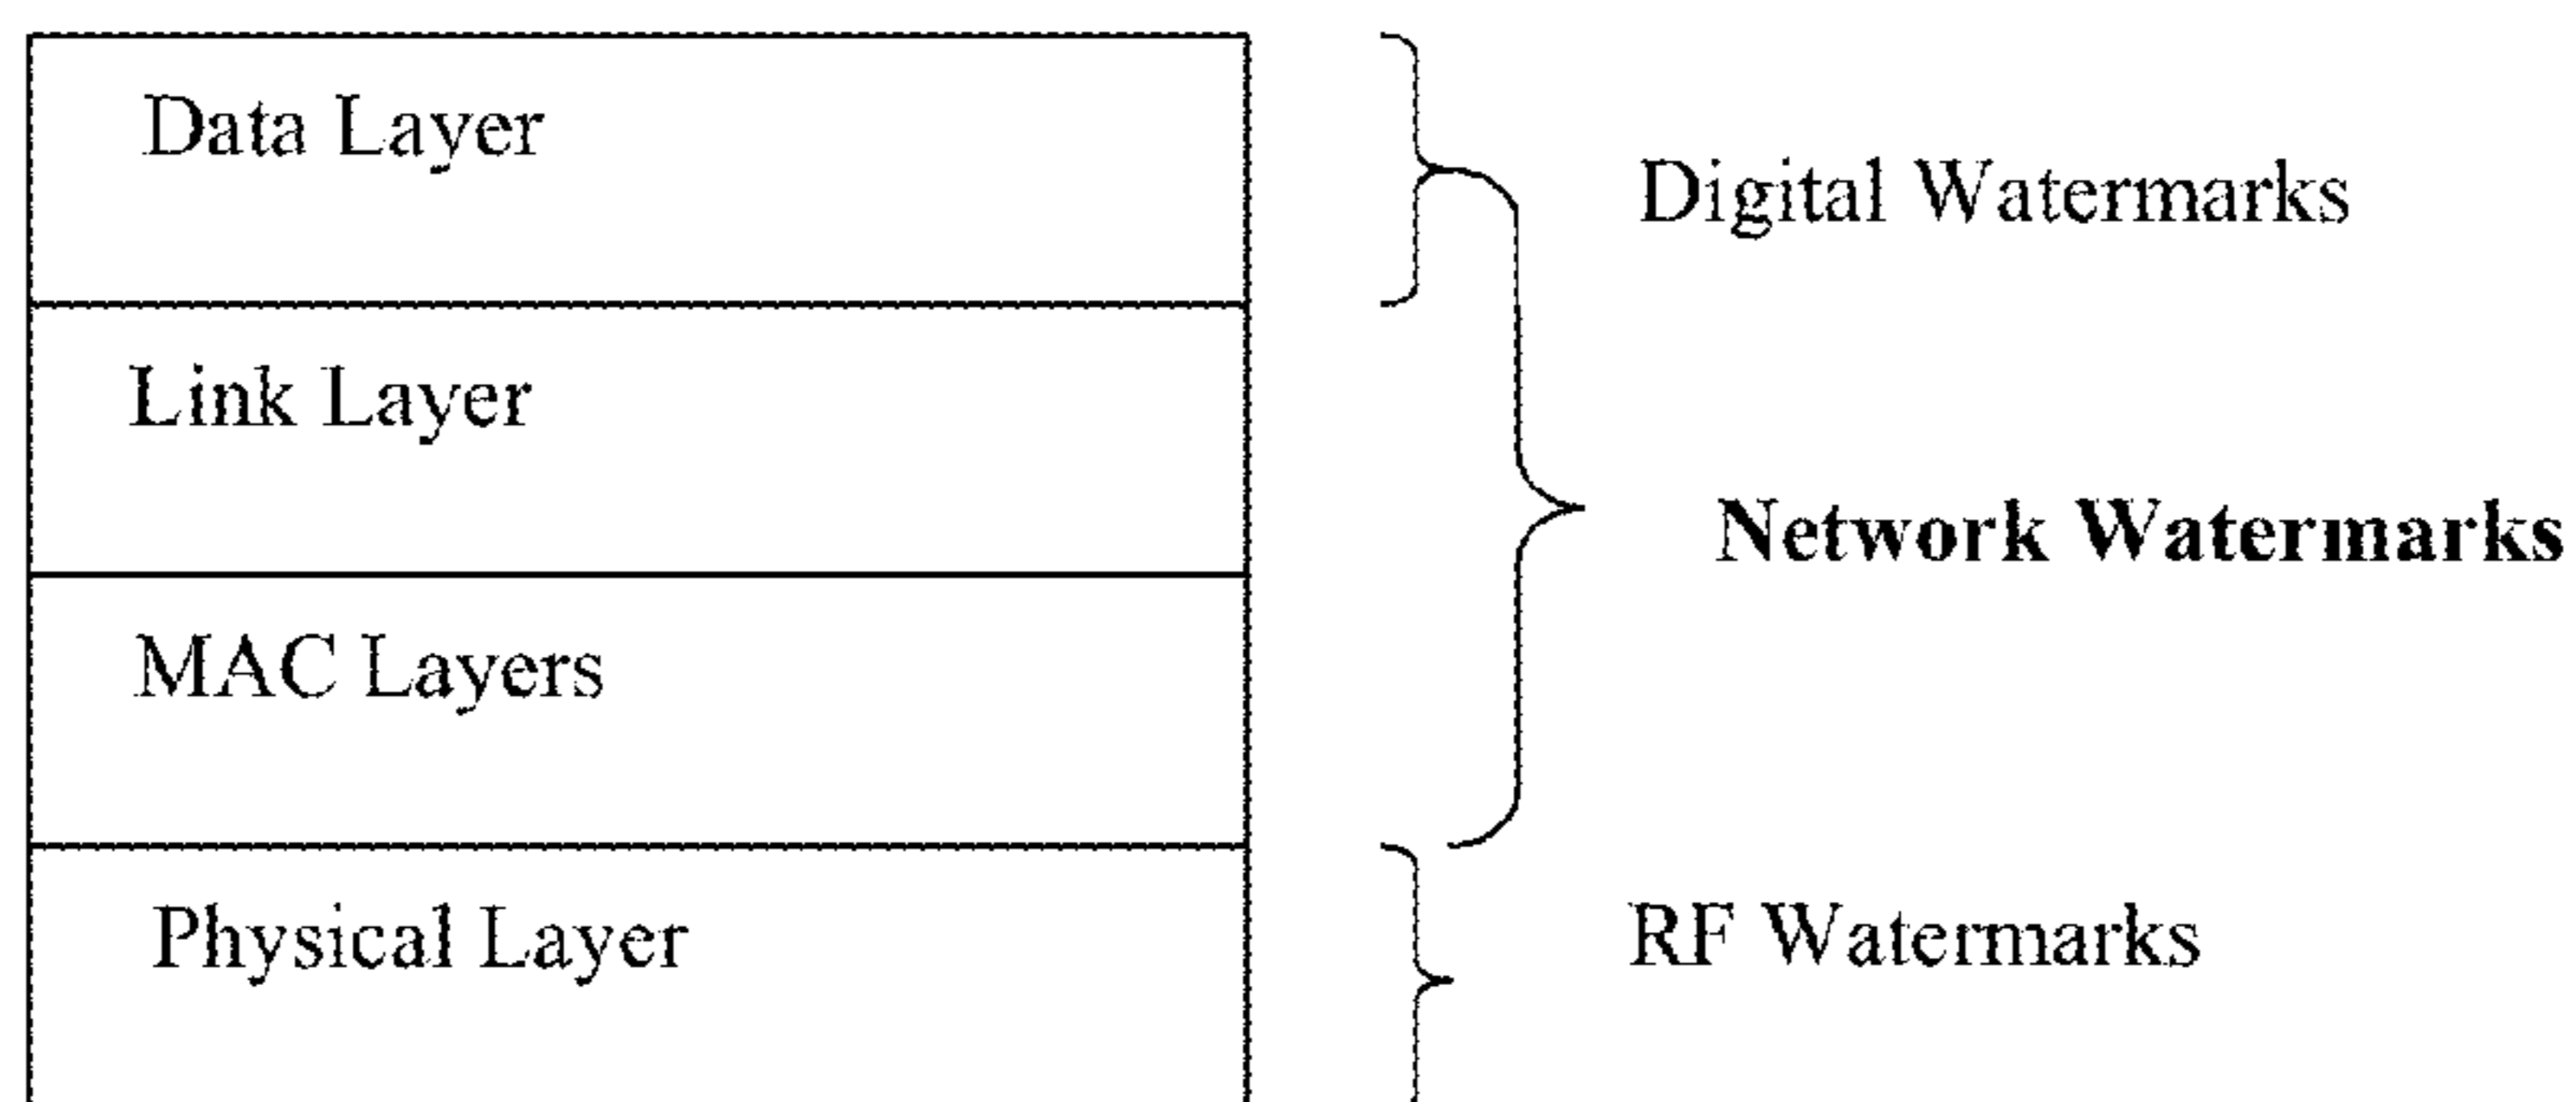 Data Layer
Digital Watermarks
Link Layer
Network Watermarks
MAC Layers
Physical Layer
RF Watermarks